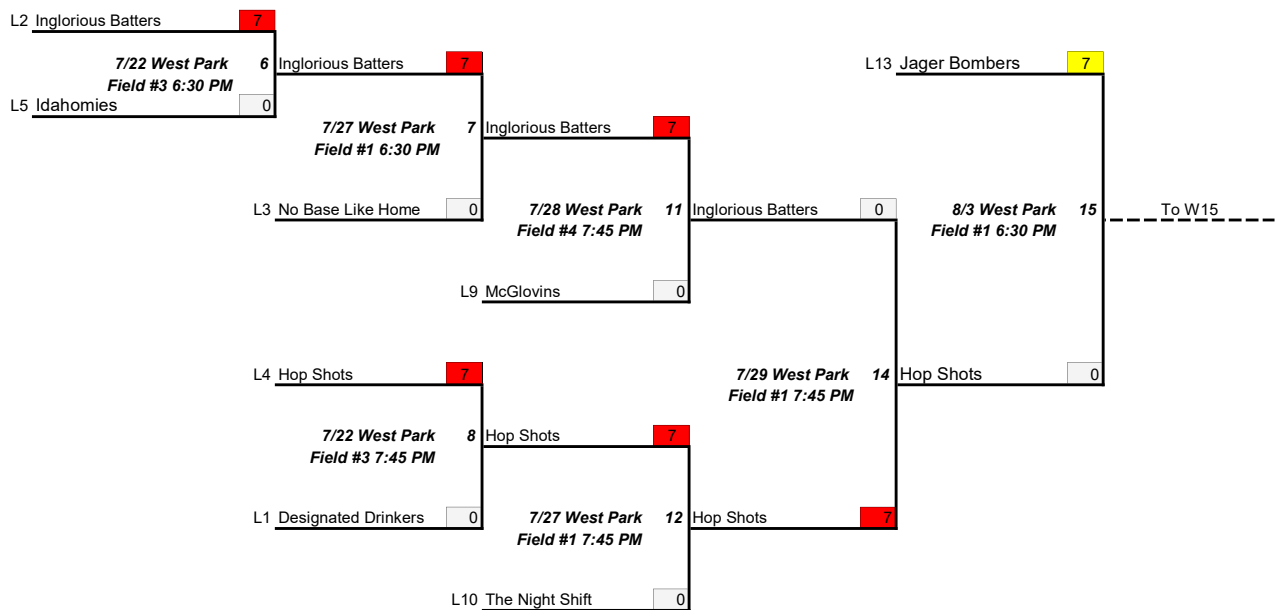 L2 Inglorious Batters 7
7/22 West Park 6 Inglorious Batters 7 L13 Jager Bombers 7
Field #3 6:30 PM
L5 Idahomies 0
7/27 West Park 7 Inglorious Batters 7
Field #1 6:30 PM
L3 No Base Like Home 0 7/28 West Park 11 Inglorious Batters 0 8/3 West Park 15 To W15
Field #4 7:45 PM Field #1 6:30 PM
L9 McGlovins 0
L4 Hop Shots 7 7/29 West Park 14 Hop Shots 0
Field #1 7:45 PM
7/22 West Park 8 Hop Shots 7
Field #3 7:45 PM
L1 Designated Drinkers 0 7/27 West Park 12 Hop Shots 7
Field #1 7:45 PM
L10 The Night Shift 0